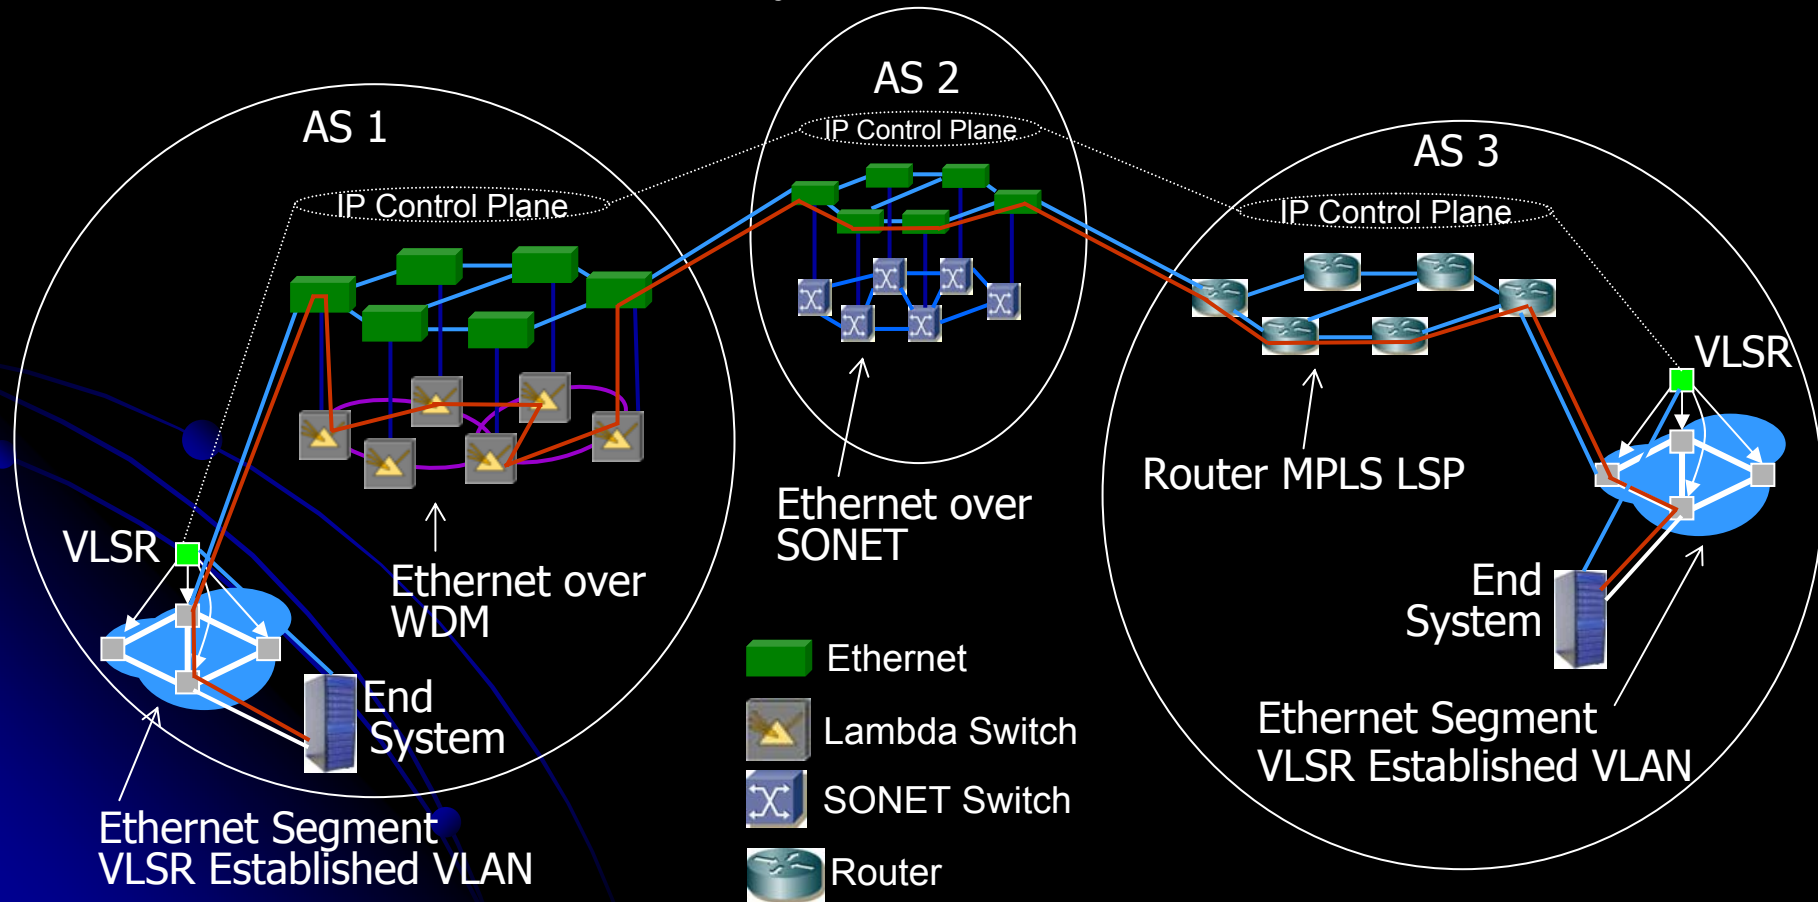 AS 1
IP Control Plane
VLSR
Ethernet over
WDM
End
System
Ethernet Segment
VLSR Established VLAN
AS 2
IP Control Plane
Ethernet over
SONET
Ethernet
Lambda Switch
SONET Switch
Router
AS 3
IP Control Plane
VLSR
Router MPLS LSP
End
System
Ethernet Segment
VLSR Established VLAN